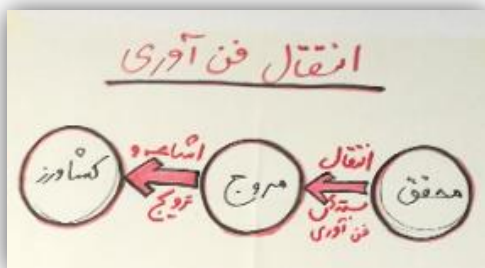 انتقال فن آوری
محقق
انتقال
فن آوری
مروج
اشاعه و
ترویج
کشاورز